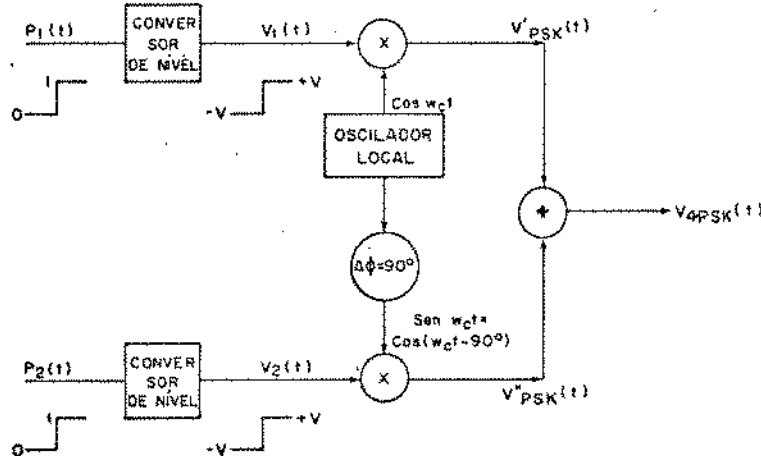 P1(t)
CONVER
SOR
DE NÍVEL
V1(t)
X
V'PSK(t)
1
0
+V
-V
Cos wct
OSCILADOR
LOCAL
+
V4PSK(t)
Δϕ=90°
Sen wct=
Cos(wct-90°)
P2(t)
CONVER
SOR
DE NÍVEL
V2(t)
X
V"PSK(t)
1
0
+V
-V